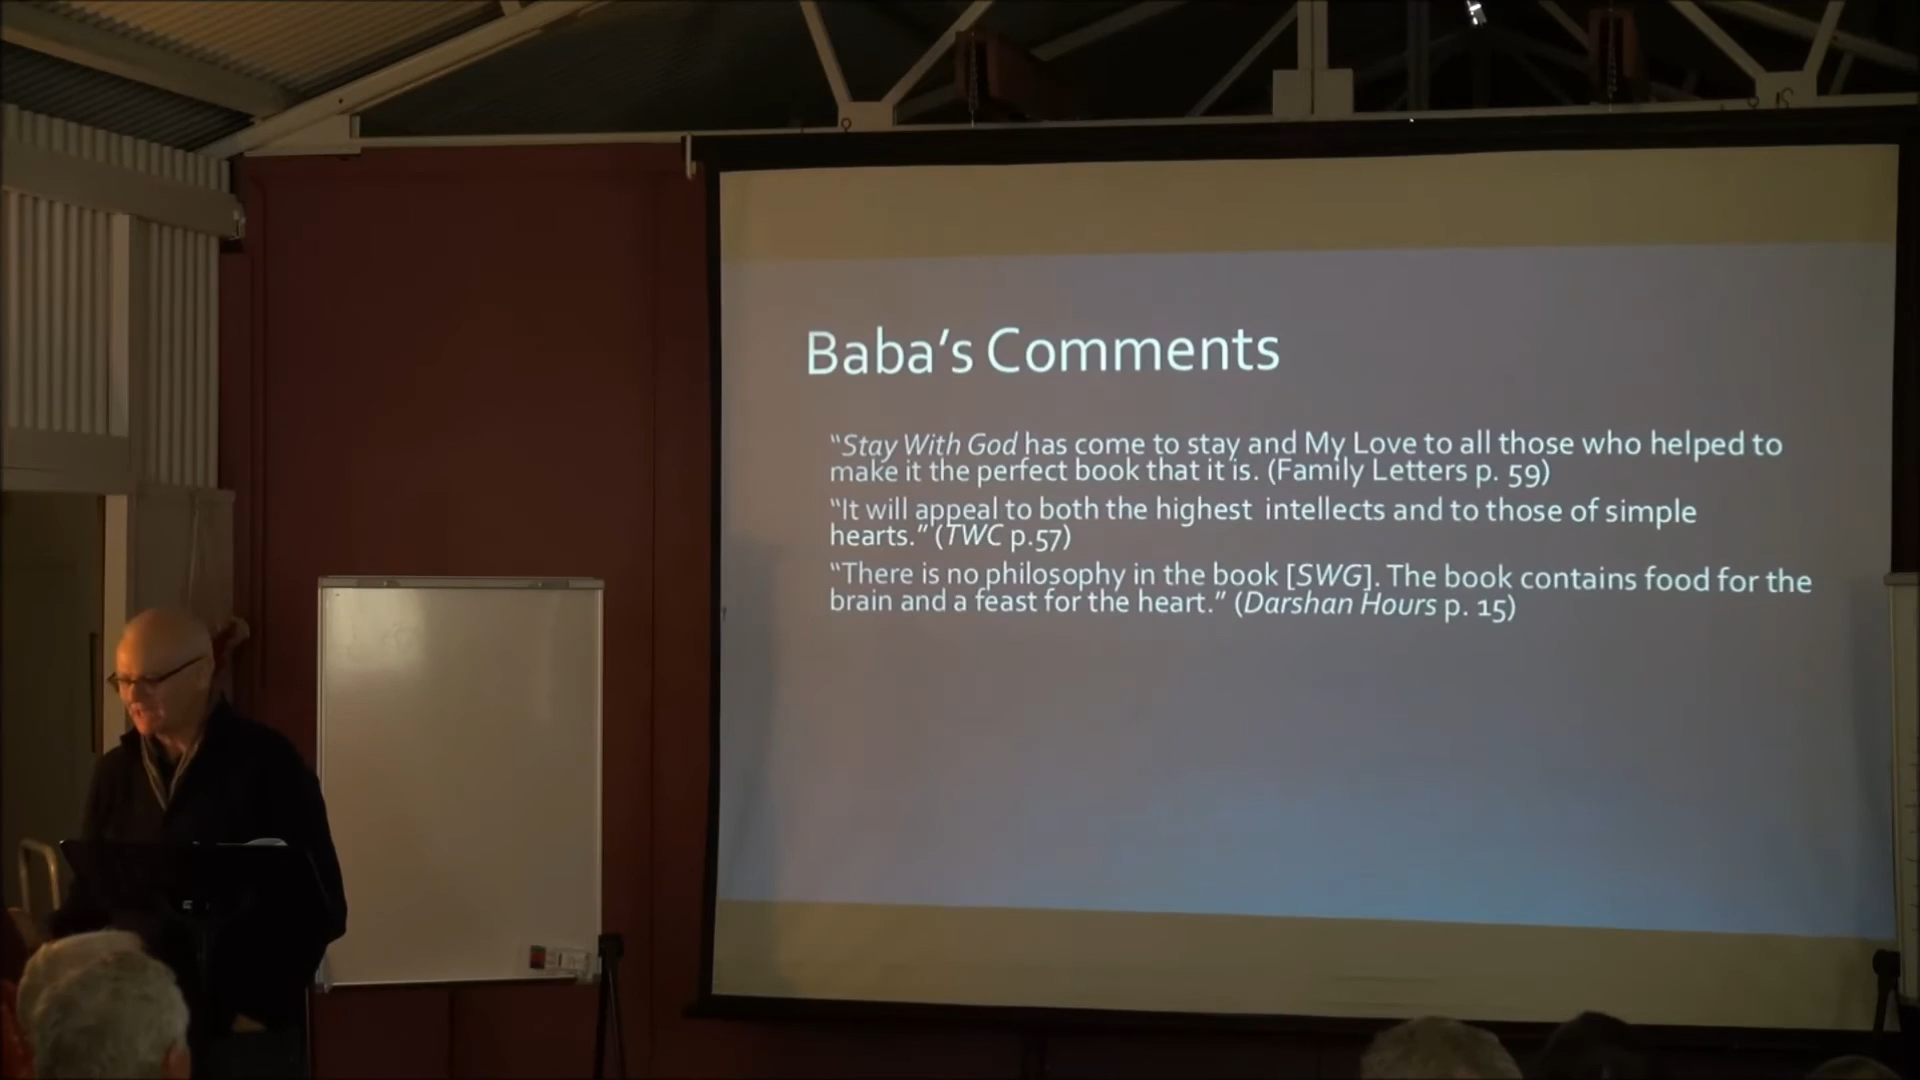 Baba's Comments
“Stay With God has come to stay and My Love to all those who helped to
make it the perfect book that it is. (Family Letters p. 59)
“It will appeal to both the highest intellects and to those of simple
hearts.” (TWC p.57)
“There is no philosophy in the book [SWG]. The book contains food for the
brain and a feast for the heart.” (Darshan Hours p. 15)